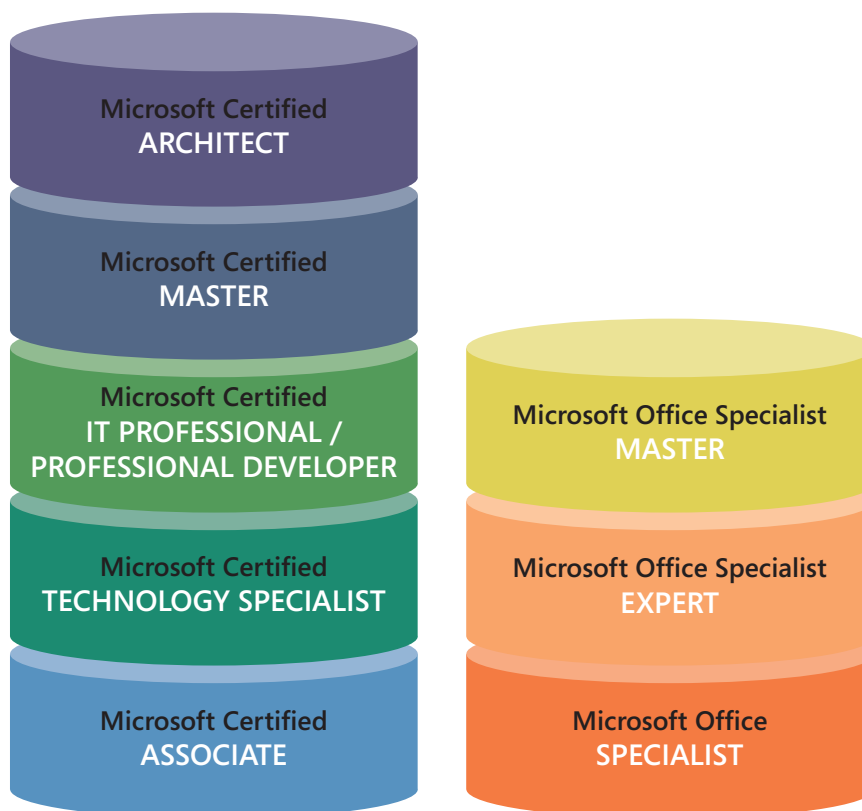 Microsoft Certified
ARCHITECT
Microsoft Certified
MASTER
Microsoft Certified
IT PROFESSIONAL /
PROFESSIONAL DEVELOPER
Microsoft Certified
TECHNOLOGY SPECIALIST
Microsoft Certified
ASSOCIATE
Microsoft Office Specialist
MASTER
Microsoft Office Specialist
EXPERT
Microsoft Office
SPECIALIST